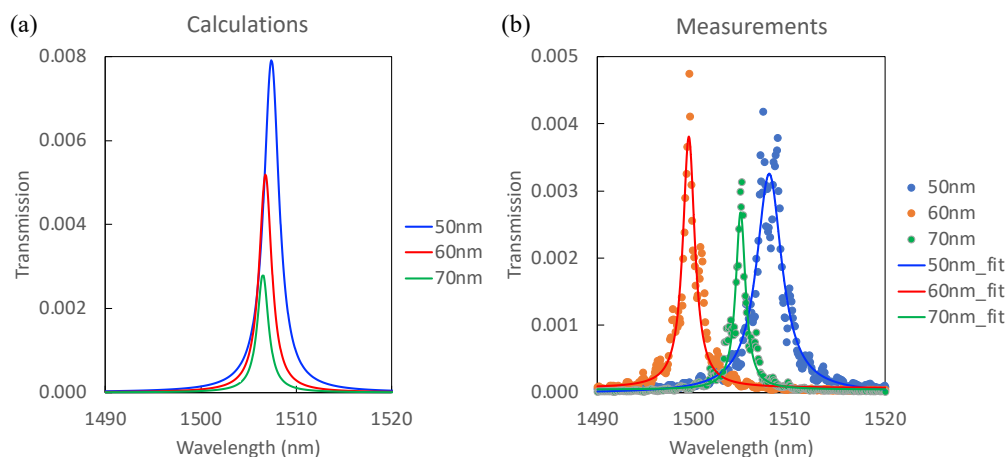 (a)
Calculations
0.008
0.006
0.004
0.002
0.000
1490
1500
1510
1520
Transmission
Wavelength (nm)
50nm
60nm
70nm
(b)
Measurements
0.005
0.004
0.003
0.002
0.001
0.000
1490
1500
1510
1520
Transmission
Wavelength (nm)
50nm
60nm
70nm
50nm_fit
60nm_fit
70nm_fit